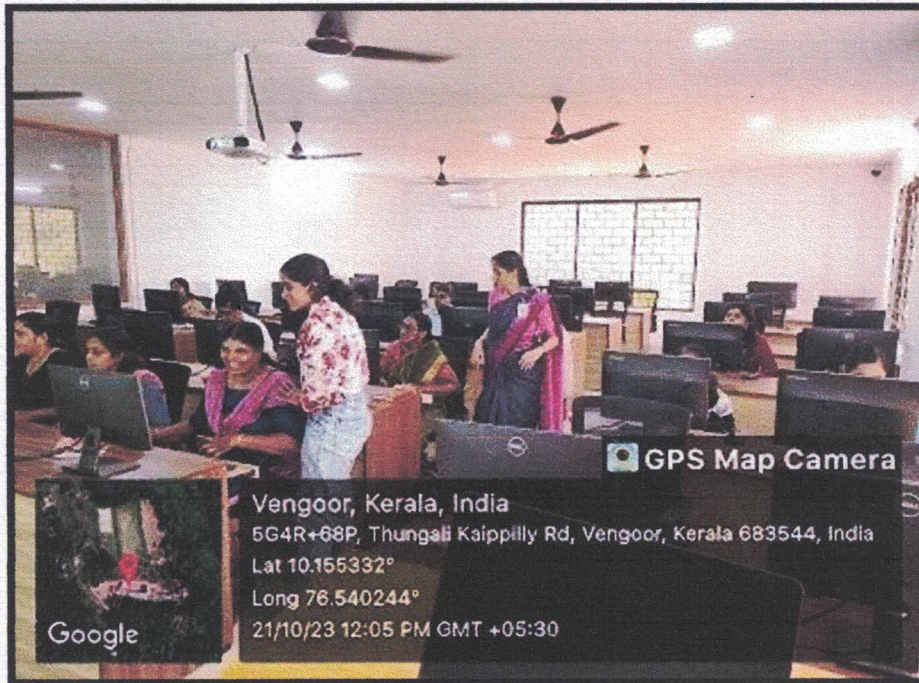 GPS Map Camera
Vengoor, Kerala, India
5G4R+68P, Thungali Kaippilly Rd, Vengoor, Kerala 683544, India
Lat 10.155332°
Long 76.540244°
21/10/23 12:05 PM GMT +05:30
Google
DELL